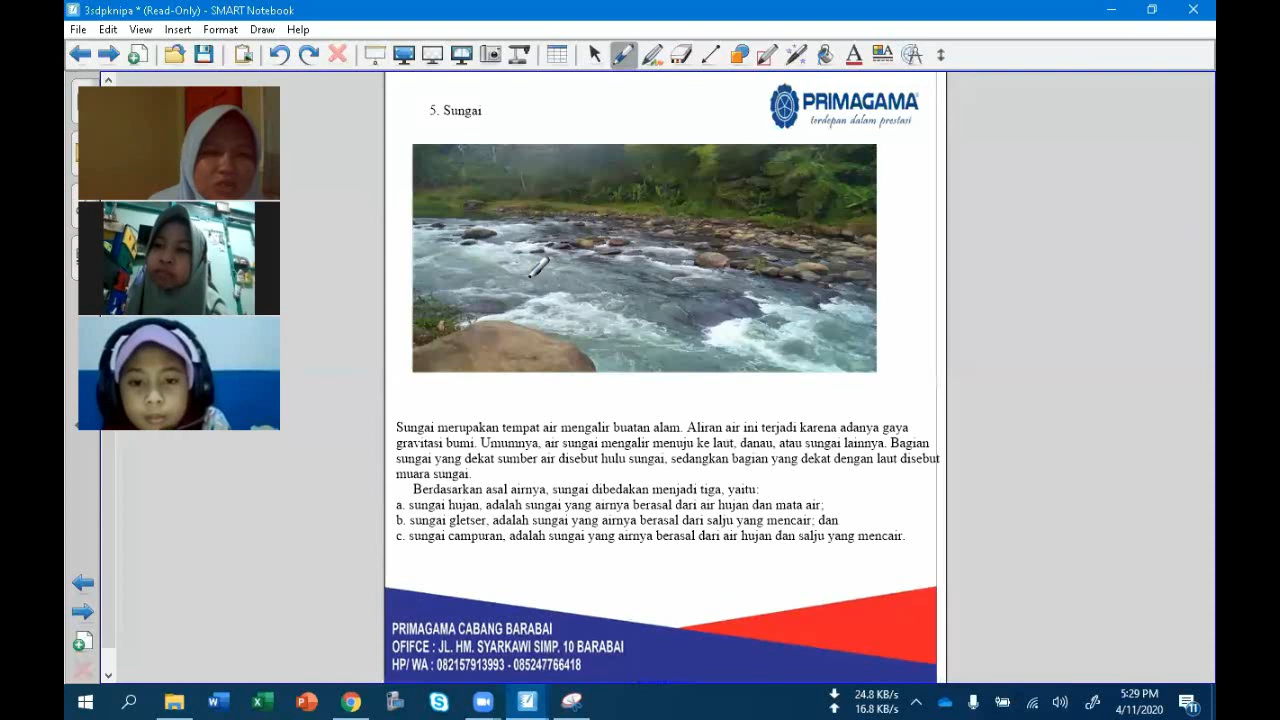 3sdpknipa * (Read-Only) - SMART Notebook
File Edit View Insert Format Draw Help
5. Sungai
PRIMAGAMA
terdepan dalam prestasi
Sungai merupakan tempat air mengalir buatan alam. Aliran air ini terjadi karena adanya gaya
gravitasi bumi. Umumnya, air sungai mengalir menuju ke laut, danau, atau sungai lainnya. Bagian
sungai yang dekat sumber air disebut hulu sungai, sedangkan bagian yang dekat dengan laut disebut
muara sungai.
Berdasarkan asal airnya, sungai dibedakan menjadi tiga, yaitu:
a. sungai hujan, adalah sungai yang airnya berasal dari air hujan dan mata air;
b. sungai gletser, adalah sungai yang airnya berasal dari salju yang mencair; dan
c. sungai campuran, adalah sungai yang airnya berasal dari air hujan dan salju yang mencair.
PRIMAGAMA CABANG BARABAI
OFIFCE : JL. HM. SYARKAWI SIMP. 10 BARABAI
HP/ WA : 082157913993 - 085247766418
24.8 KB/s
16.8 KB/s
5:29 PM
4/11/2020
11